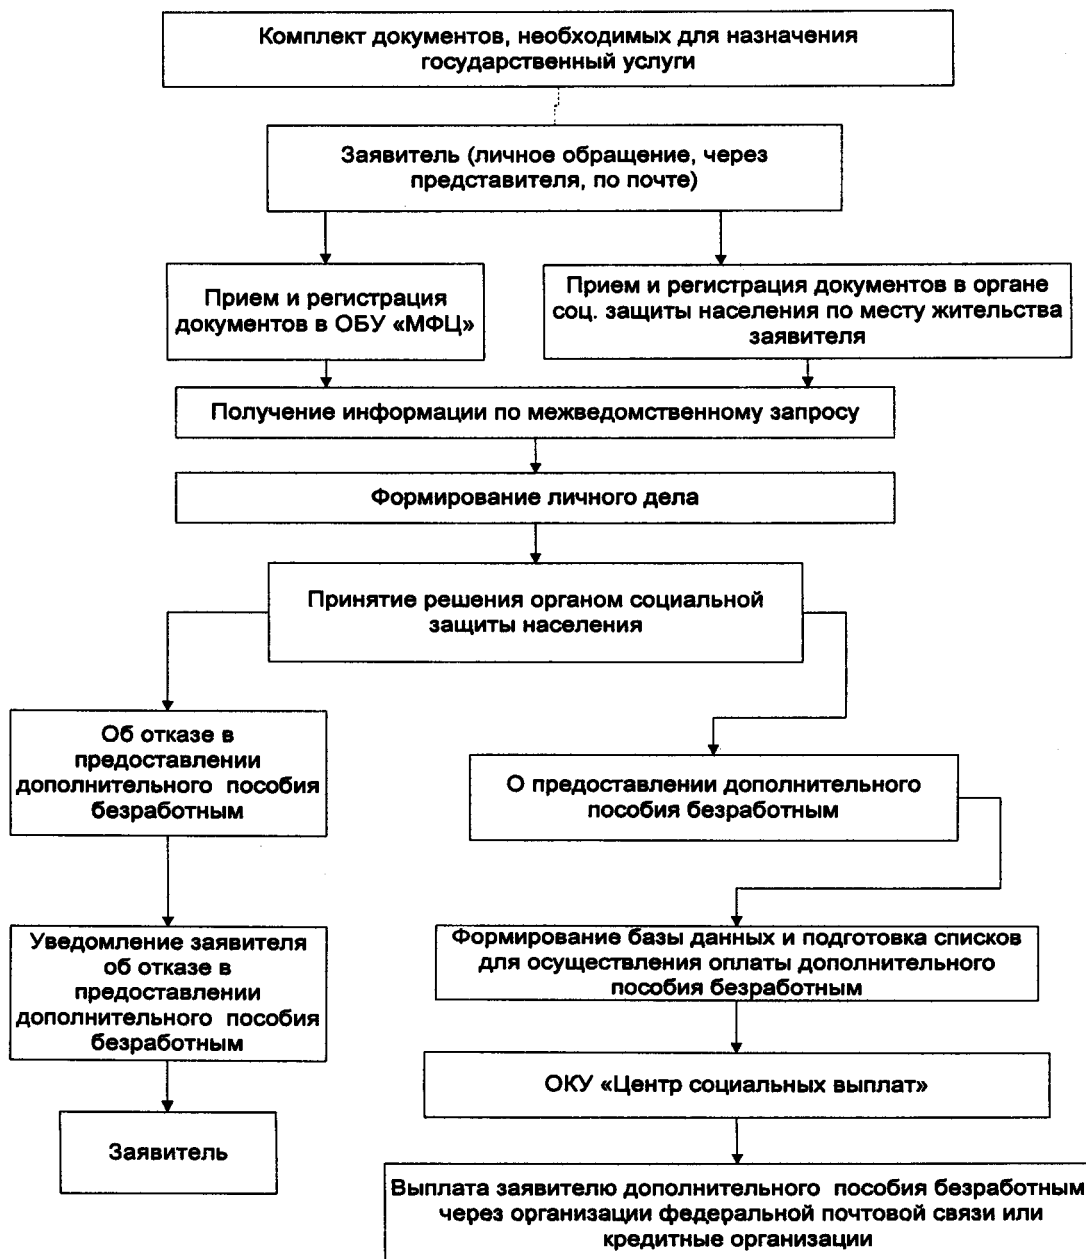 Комплект документов, необходимых для назначения
государственный услуги
Заявитель (личное обращение, через
представителя, по почте)
Прием и регистрация
документов в ОБУ «МФЦ»
Прием и регистрация документов в органе
соц. защиты населения по месту жительства
заявителя
Получение информации по межведомственному запросу
Формирование личного дела
Принятие решения органом социальной
защиты населения
Об отказе в
предоставлении
дополнительного пособия
безработным
О предоставлении дополнительного
пособия безработным
Уведомление заявителя
об отказе в
предоставлении
дополнительного пособия
безработным
Формирование базы данных и подготовка списков
для осуществления оплаты дополнительного
пособия безработным
ОКУ «Центр социальных выплат»
Заявитель
Выплата заявителю дополнительного пособия безработным
через организации федеральной почтовой связи или
кредитные организации